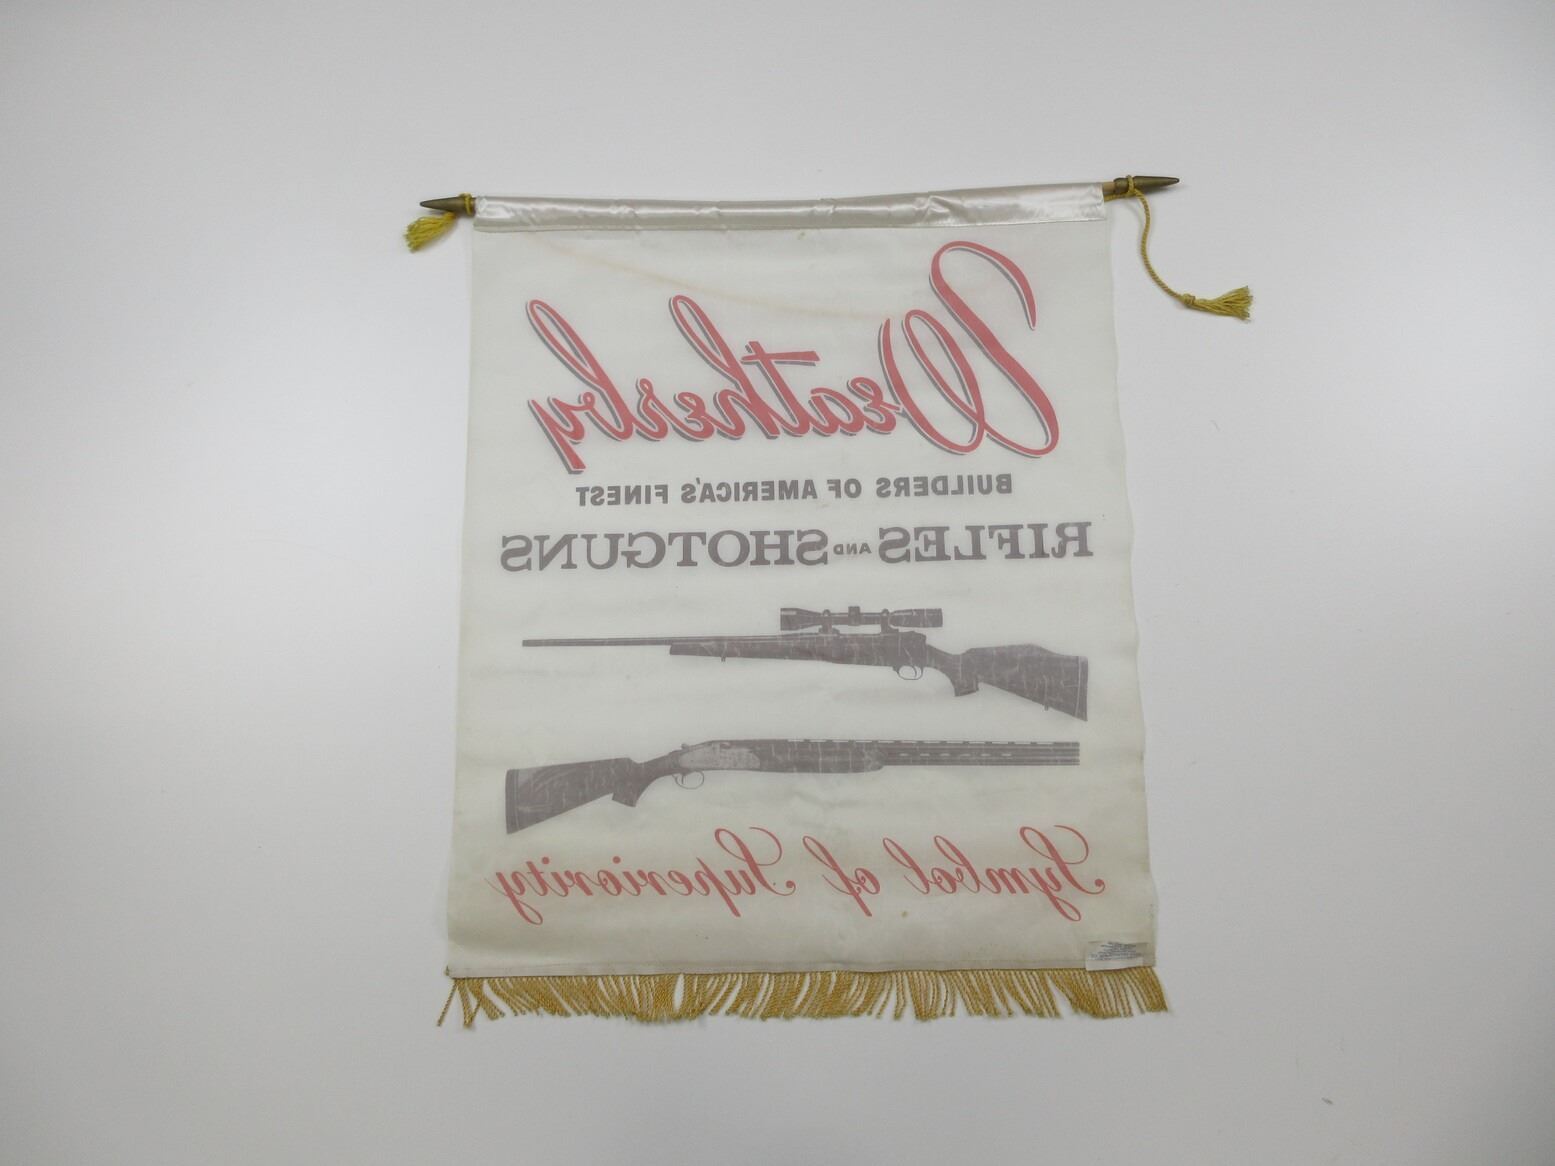 Weatherby
BUILDERS OF AMERICA'S FINEST
RIFLES AND SHOTGUNS
Symbol of Superiority